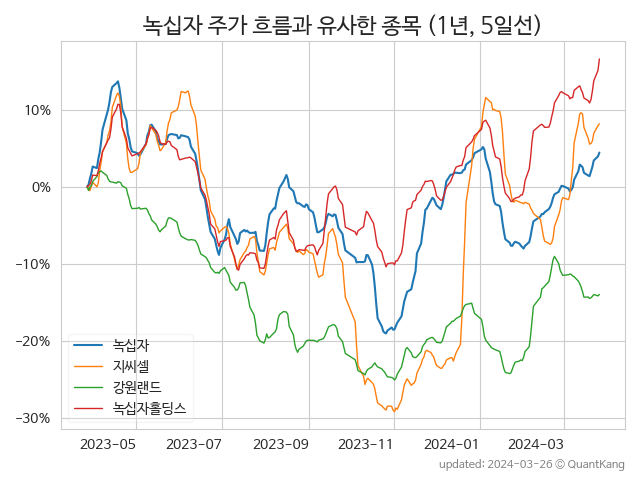 녹십자 주가 흐름과 유사한 종목 (1년, 5일선)
10%
0%
−10%
−20%
−30%
녹십자
지씨셀
강원랜드
녹십자홀딩스
2023-05 2023-07 2023-09 2023-11 2024-01 2024-03
updated: 2024-03-26 © QuantKang